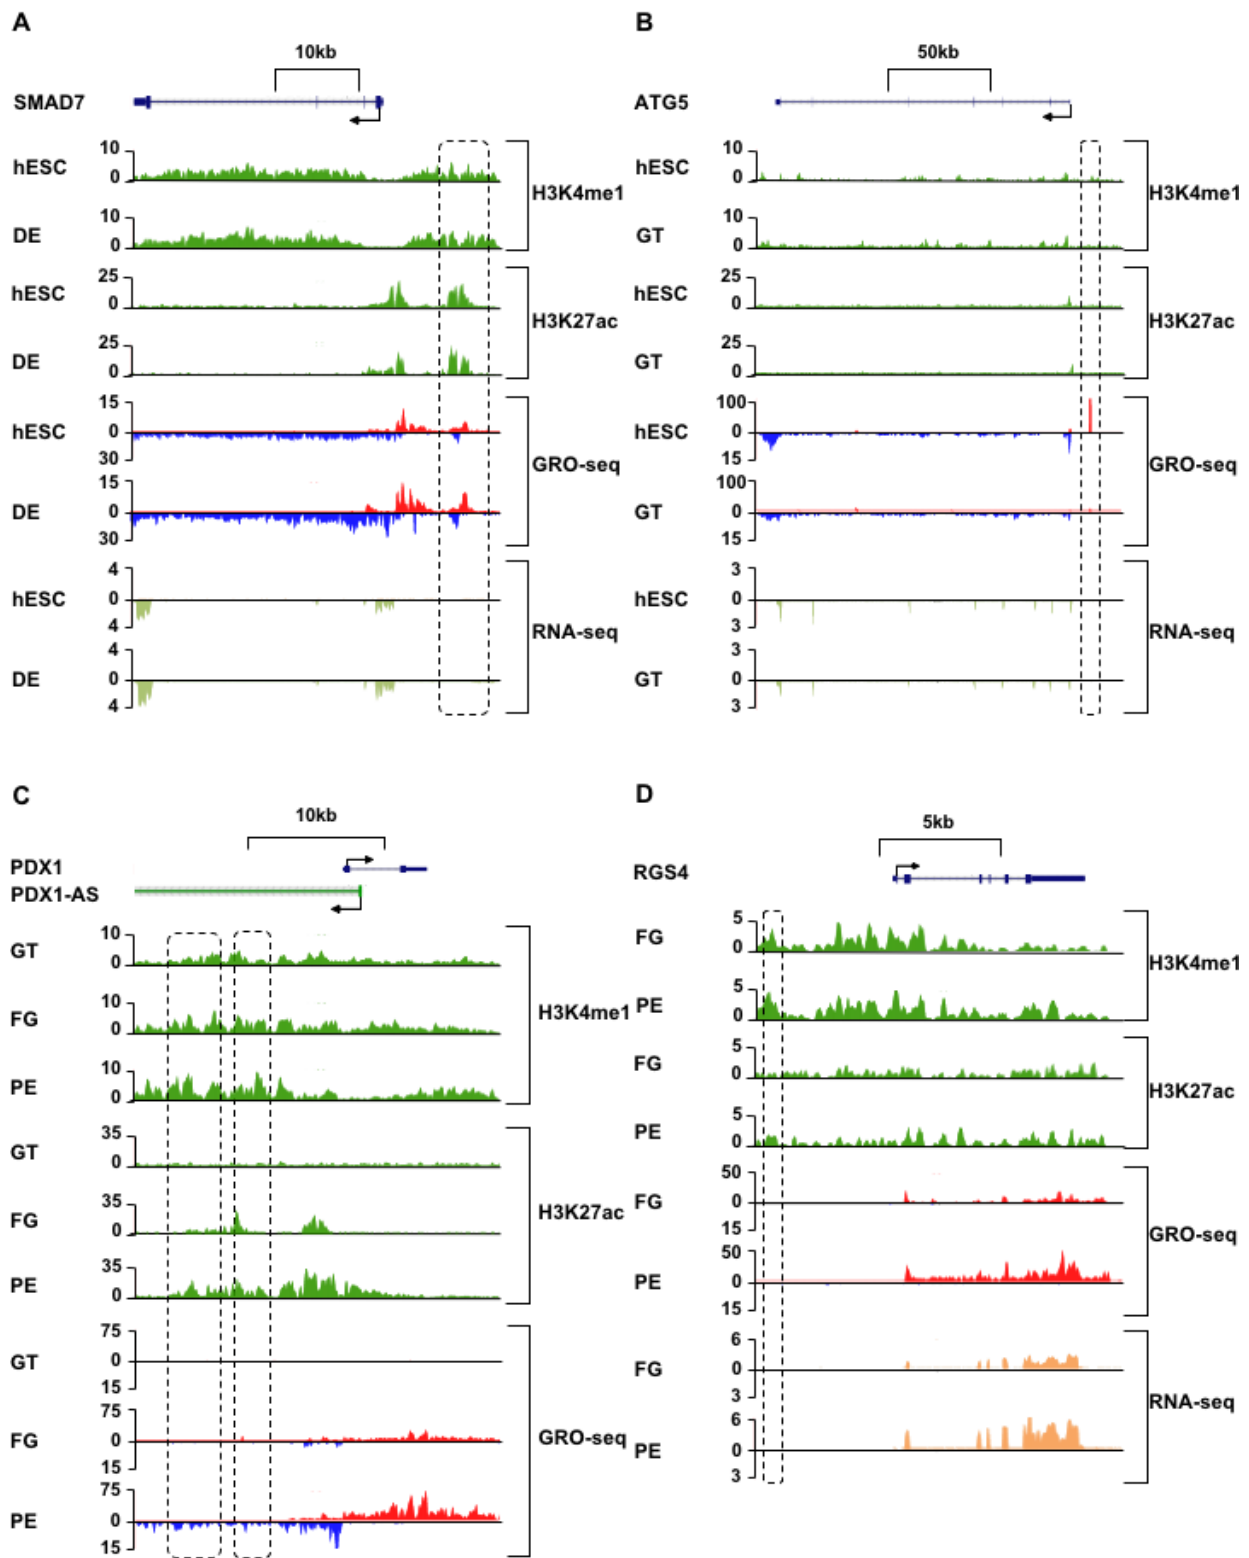 A
10kb
SMAD7
hESC 10 0
DE 10 0
H3K4me1
hESC 25 0
DE 25 0
H3K27ac
hESC 15 0 30
DE 15 0 30
GRO-seq
hESC 4 0 4
DE 4 0 4
RNA-seq
B
50kb
ATG5
hESC 10 0
GT 10 0
H3K4me1
hESC 25 0
GT 25 0
H3K27ac
hESC 100 0 15
GT 100 0 15
GRO-seq
hESC 3 0 3
GT 3 0 3
RNA-seq
C
10kb
PDX1
PDX1-AS
GT 10 0
FG 10 0
PE 10 0
H3K4me1
GT 35 0
FG 35 0
PE 35 0
H3K27ac
GT 75 0 15
FG 75 0 15
PE 75 0 15
GRO-seq
D
5kb
RGS4
FG 5 0
PE 5 0
H3K4me1
FG 5 0
PE 5 0
H3K27ac
FG 50 0 15
PE 50 0 15
GRO-seq
FG 6 0 3
PE 6 0 3
RNA-seq